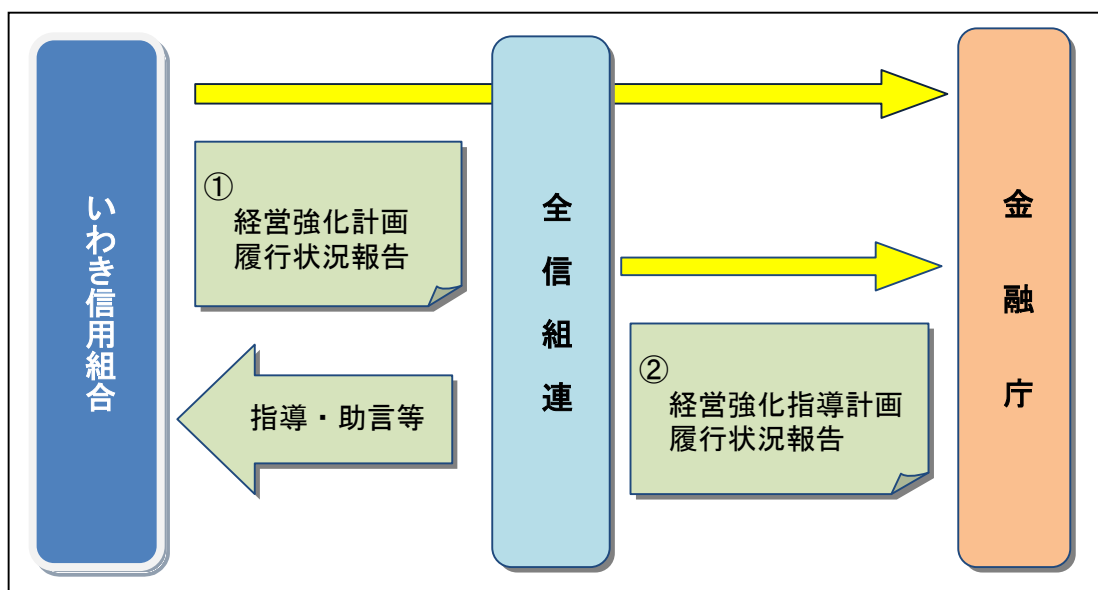 いわき信用組合
①
経営強化計画
履行状況報告
指導・助言等
全信組連
②
経営強化指導計画
履行状況報告
金融庁